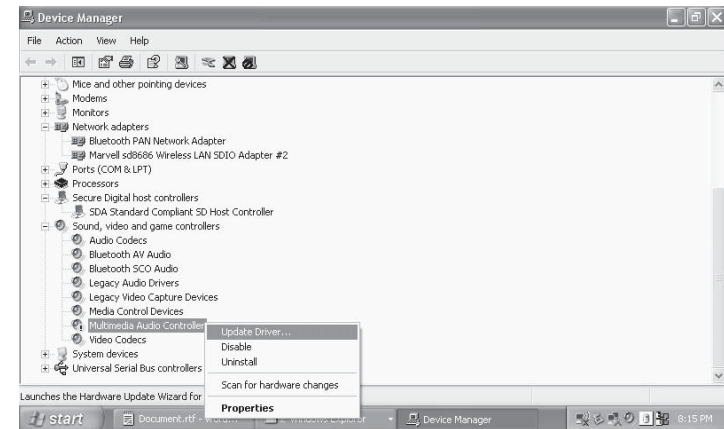 Device Manager
File Action View Help
Mice and other pointing devices
Modems
Monitors
Network adapters
Bluetooth PAN Network Adapter
Marvell sd8686 Wireless LAN SDIO Adapter #2
Ports (COM & LPT)
Processors
Secure Digital host controllers
SDA Standard Compliant SD Host Controller
Sound, video and game controllers
Audio Codecs
Bluetooth AV Audio
Bluetooth SCO Audio
Legacy Audio Drivers
Legacy Video Capture Devices
Media Control Devices
Multimedia Audio Controller
Video Codecs
System devices
Universal Serial Bus controllers
Update Driver...
Disable
Uninstall
Scan for hardware changes
Properties
Launches the Hardware Update Wizard for
start
Document.rtf -
Windows Explorer
Device Manager
8:15 PM